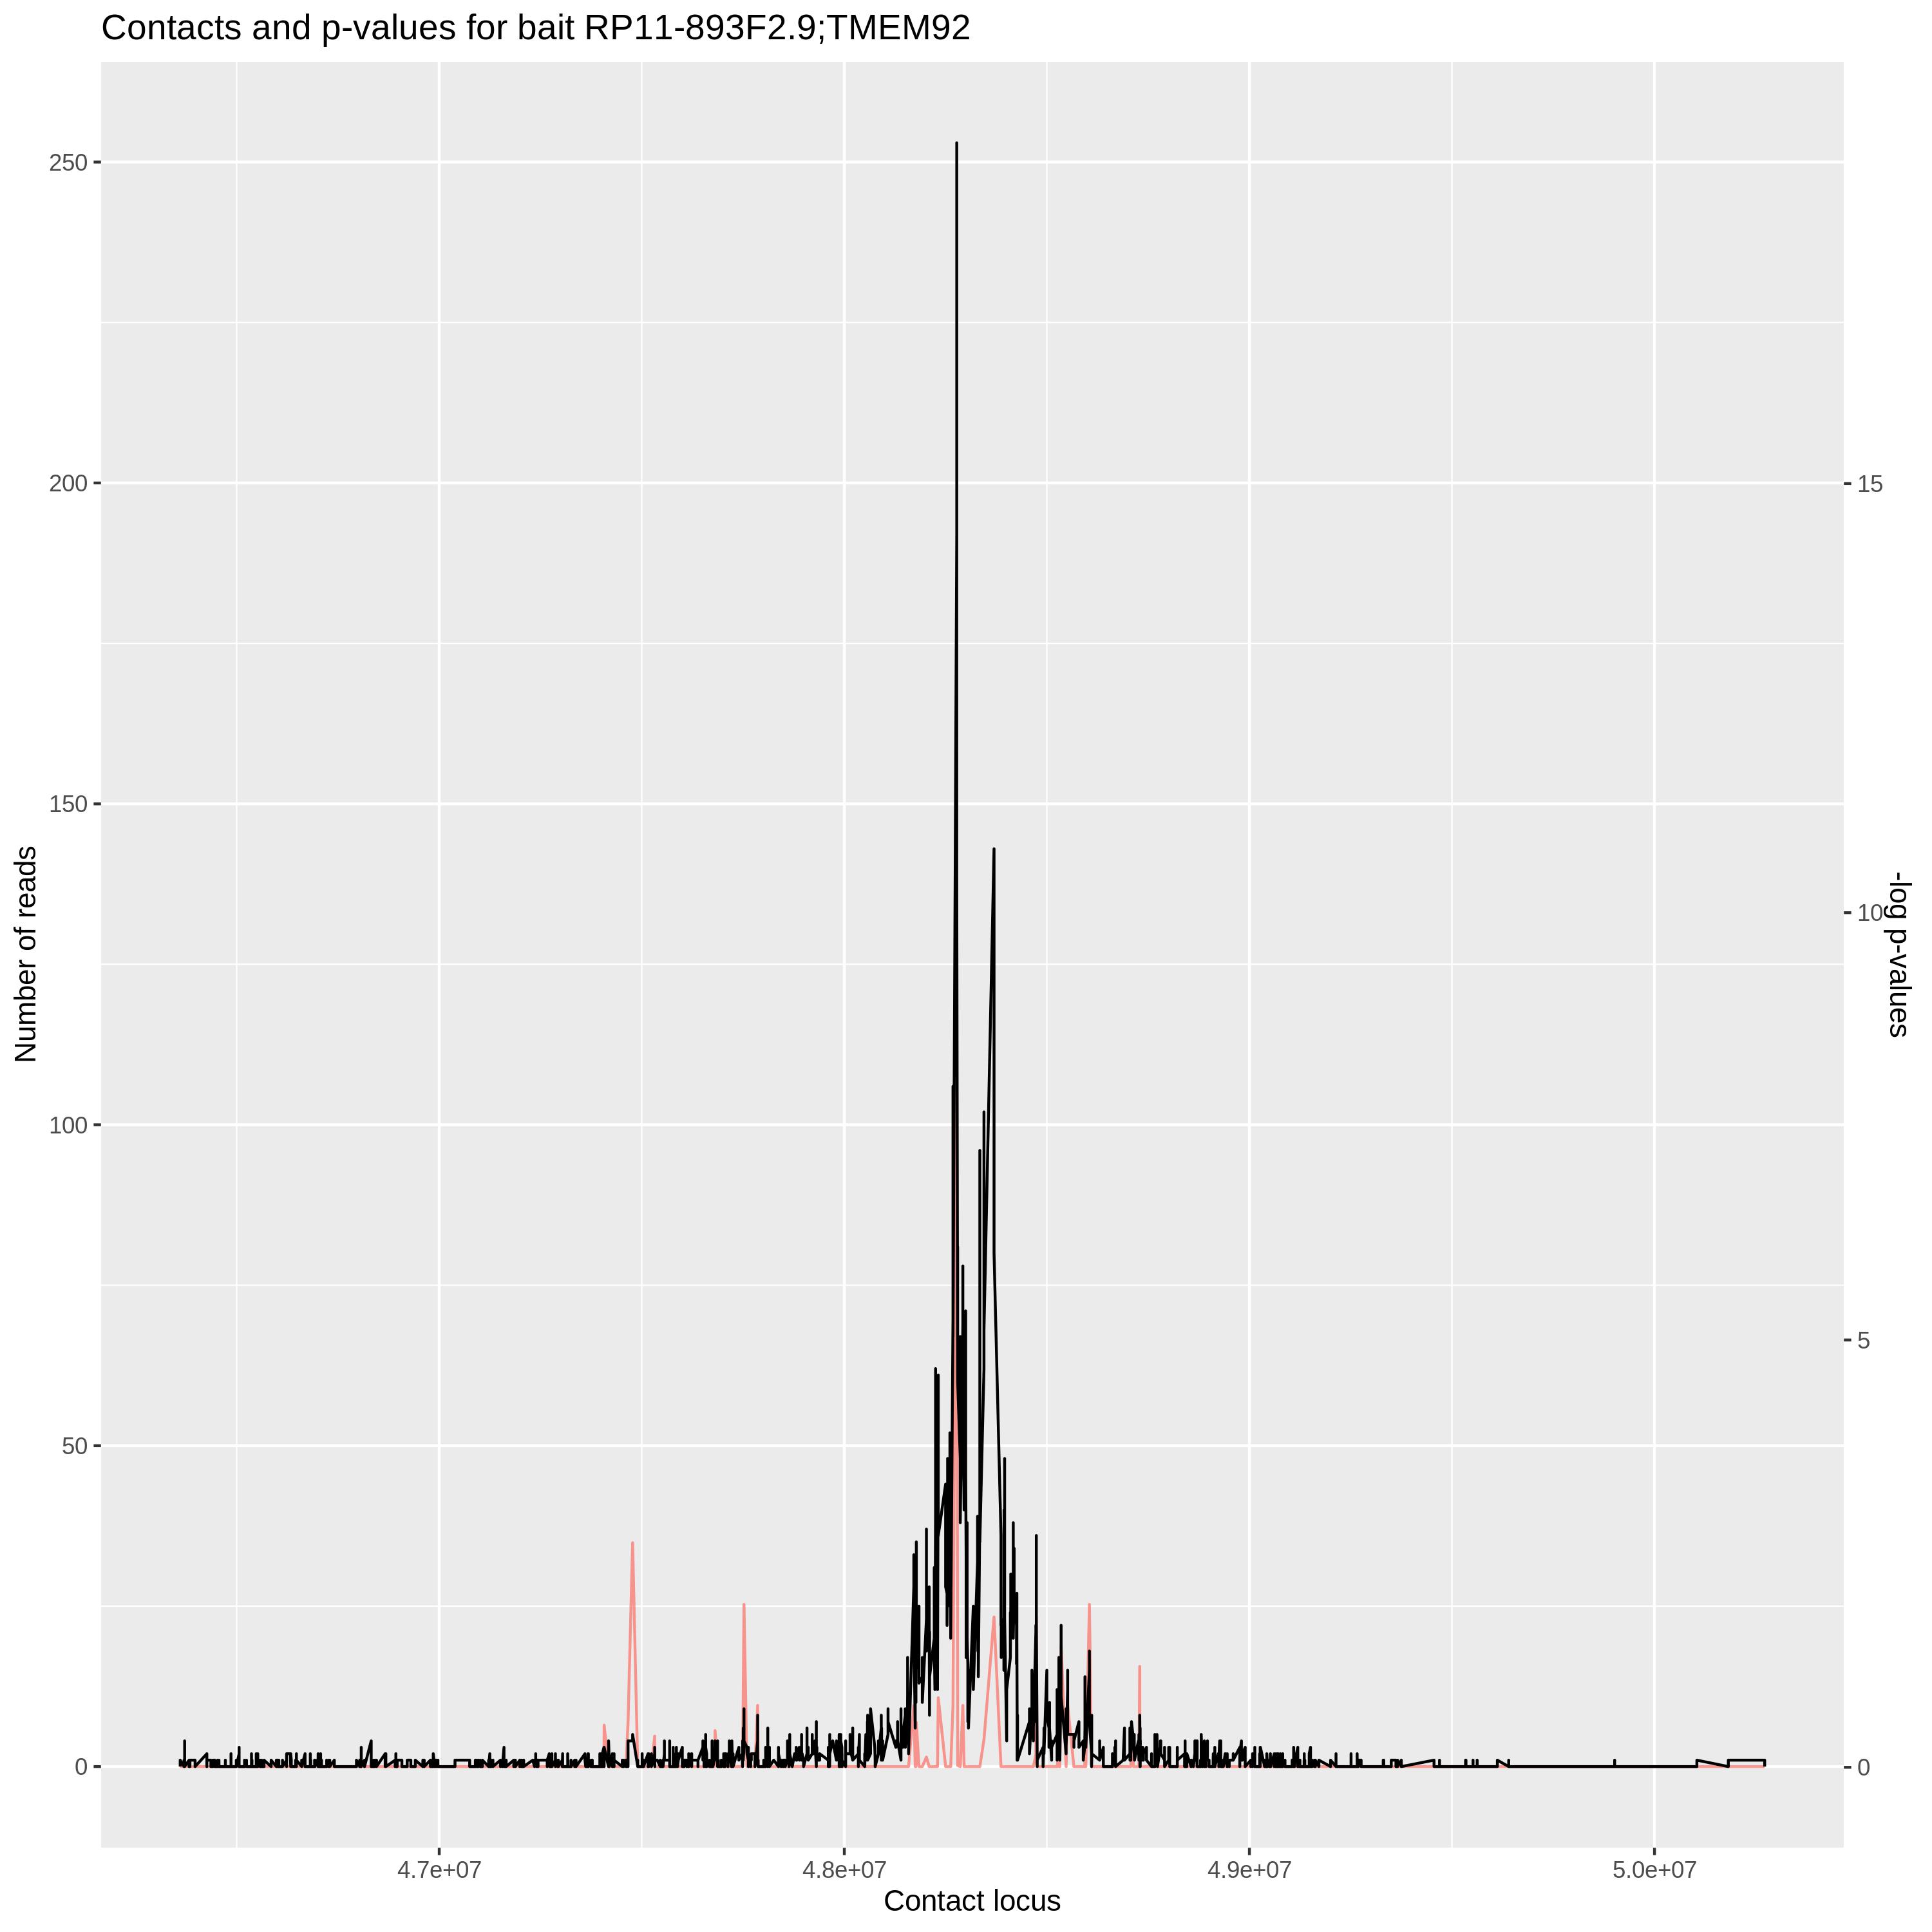 Contacts and p-values for bait RP11-893F2.9;TMEM92
Number of reads
250
200
150
100
50
0
15
10
5
0
-log p-values
4.7e+07 4.8e+07 4.9e+07 5.0e+07
Contact locus